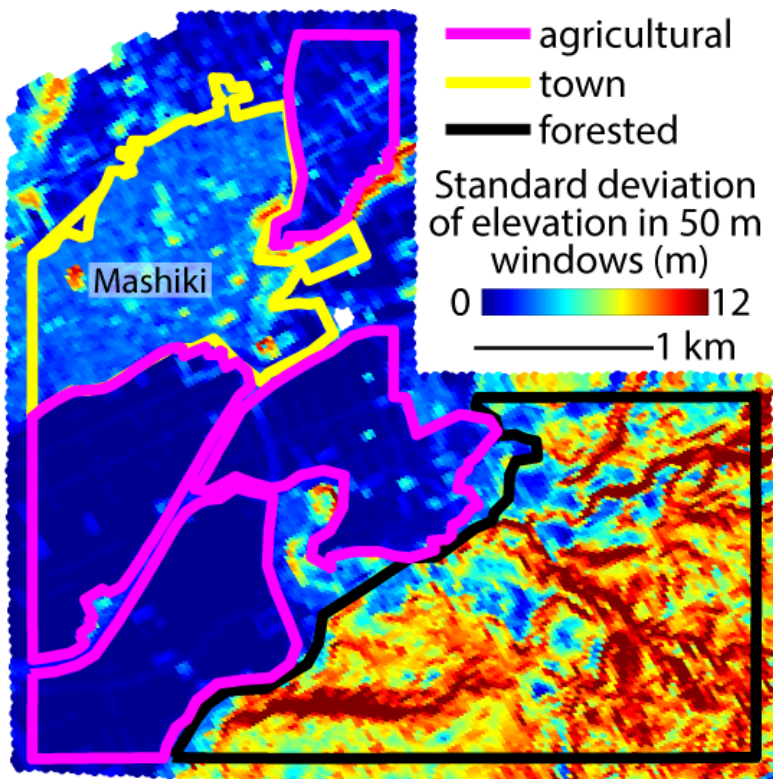 agricultural
town
forested
Standard deviation
of elevation in 50 m
windows (m)
0 12
1 km
Mashiki